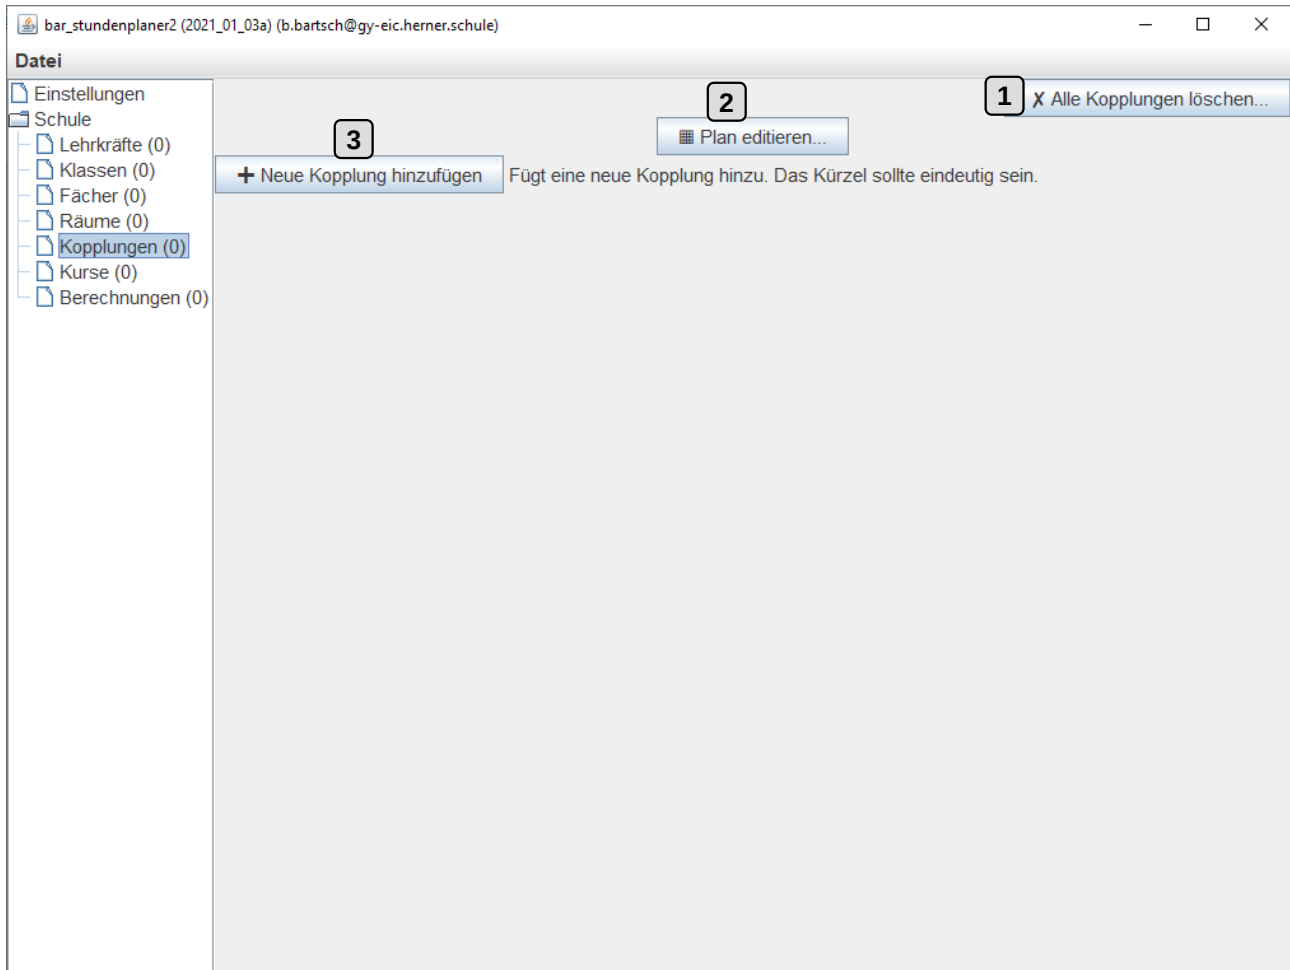 bar_stundenplaner2 (2021_01_03a) (b.bartsch@gy-eic.herner.schule)
Datei
Einstellungen
Schule
Lehrkräfte (0)
Klassen (0)
Fächer (0)
Räume (0)
Kopplungen (0)
Kurse (0)
Berechnungen (0)
1
✗ Alle Kopplungen löschen...
2
Plan editieren...
3
+ Neue Kopplung hinzufügen
Fügt eine neue Kopplung hinzu. Das Kürzel sollte eindeutig sein.